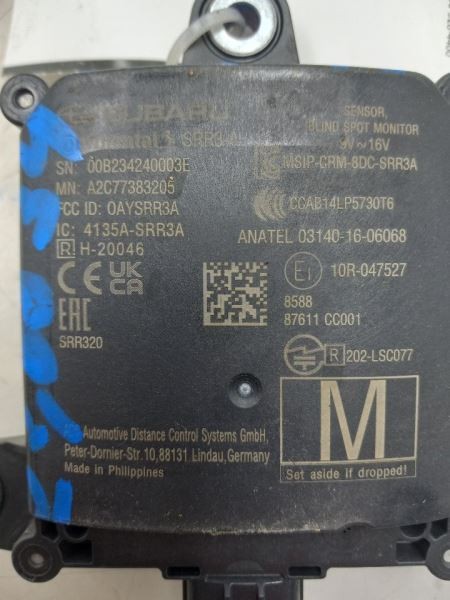 SUBARU
SENSOR,
BLIND SPOT MONITOR
9V~16V
SN: 00B234240003E
MSIP-CRM-8DC-SRR3A
MN: A2C77383205
FCC ID: OAYSRR3A
CCAB14LP5730T6
IC: 4135A-SRR3A
ANATEL 03140-16-06068
R H-20046
CE UK CA
E1 10R-047527
8588
87611 CC001
EAC
SRR320
R 202-LSC077
M
Automotive Distance Control Systems GmbH,
Peter-Dornier-Str.10, 88131 Lindau, Germany
Made in Philippines
Set aside if dropped!